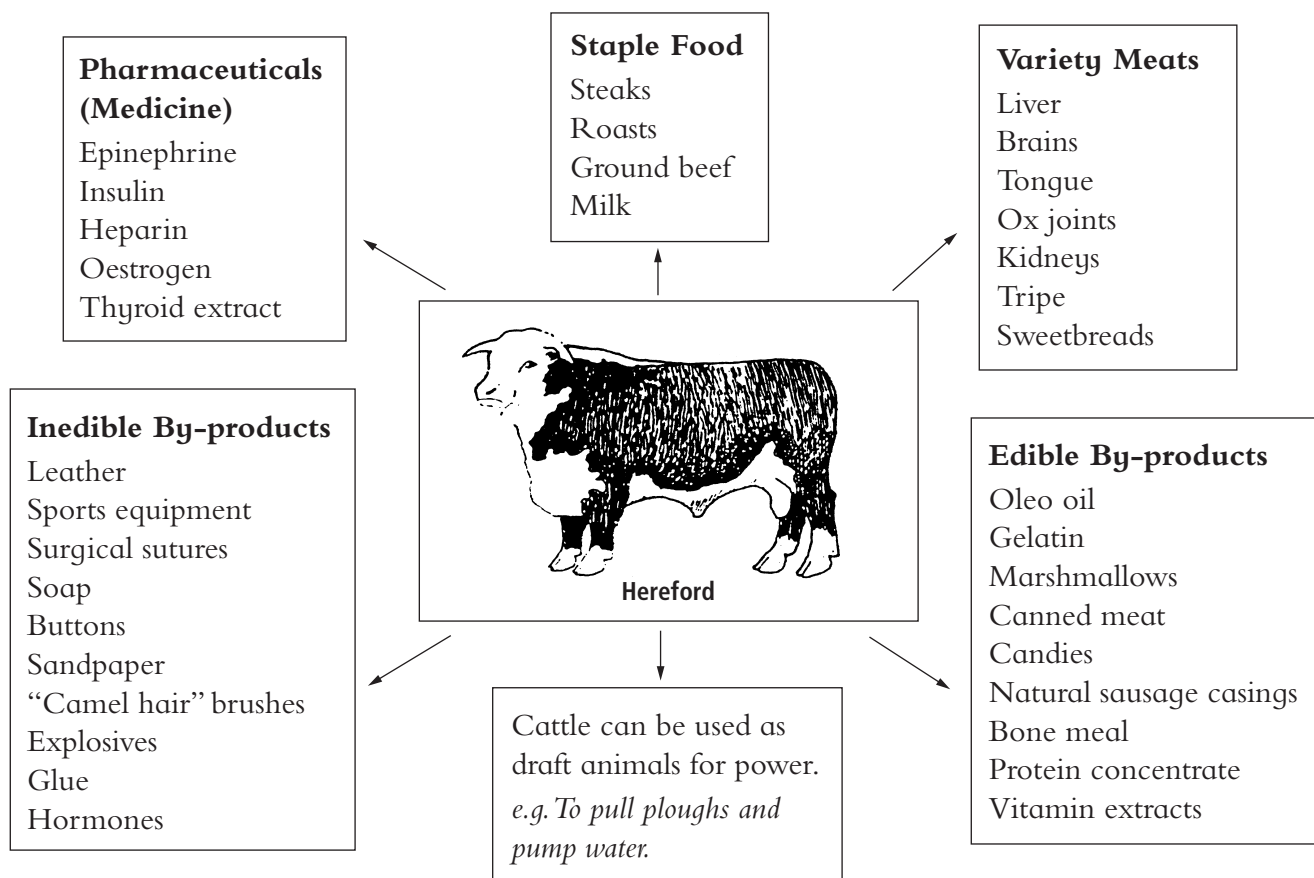 Pharmaceuticals
(Medicine)
Epinephrine
Insulin
Heparin
Oestrogen
Thyroid extract
Staple Food
Steaks
Roasts
Ground beef
Milk
Variety Meats
Liver
Brains
Tongue
Ox joints
Kidneys
Tripe
Sweetbreads
Hereford
Inedible By-products
Leather
Sports equipment
Surgical sutures
Soap
Buttons
Sandpaper
“Camel hair” brushes
Explosives
Glue
Hormones
Cattle can be used as
draft animals for power.
e.g. To pull ploughs and
pump water.
Edible By-products
Oleo oil
Gelatin
Marshmallows
Canned meat
Candies
Natural sausage casings
Bone meal
Protein concentrate
Vitamin extracts